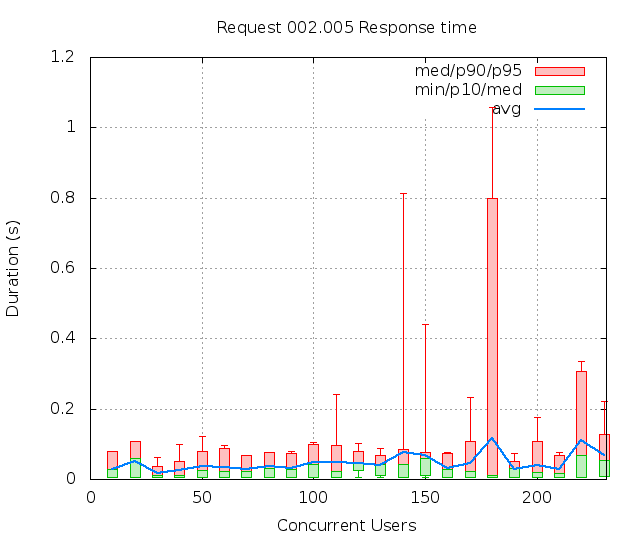 Request 002.005 Response time
med/p90/p95
min/p10/med
avg
Duration (s)
1.2
1
0.8
0.6
0.4
0.2
0
0 50 100 150 200
Concurrent Users